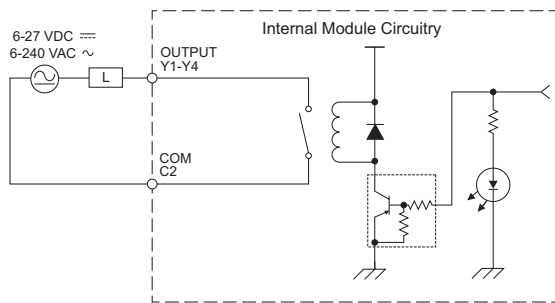 Internal Module Circuitry
6-27 VDC ⎓
6-240 VAC ∿
L
OUTPUT
Y1-Y4
COM
C2